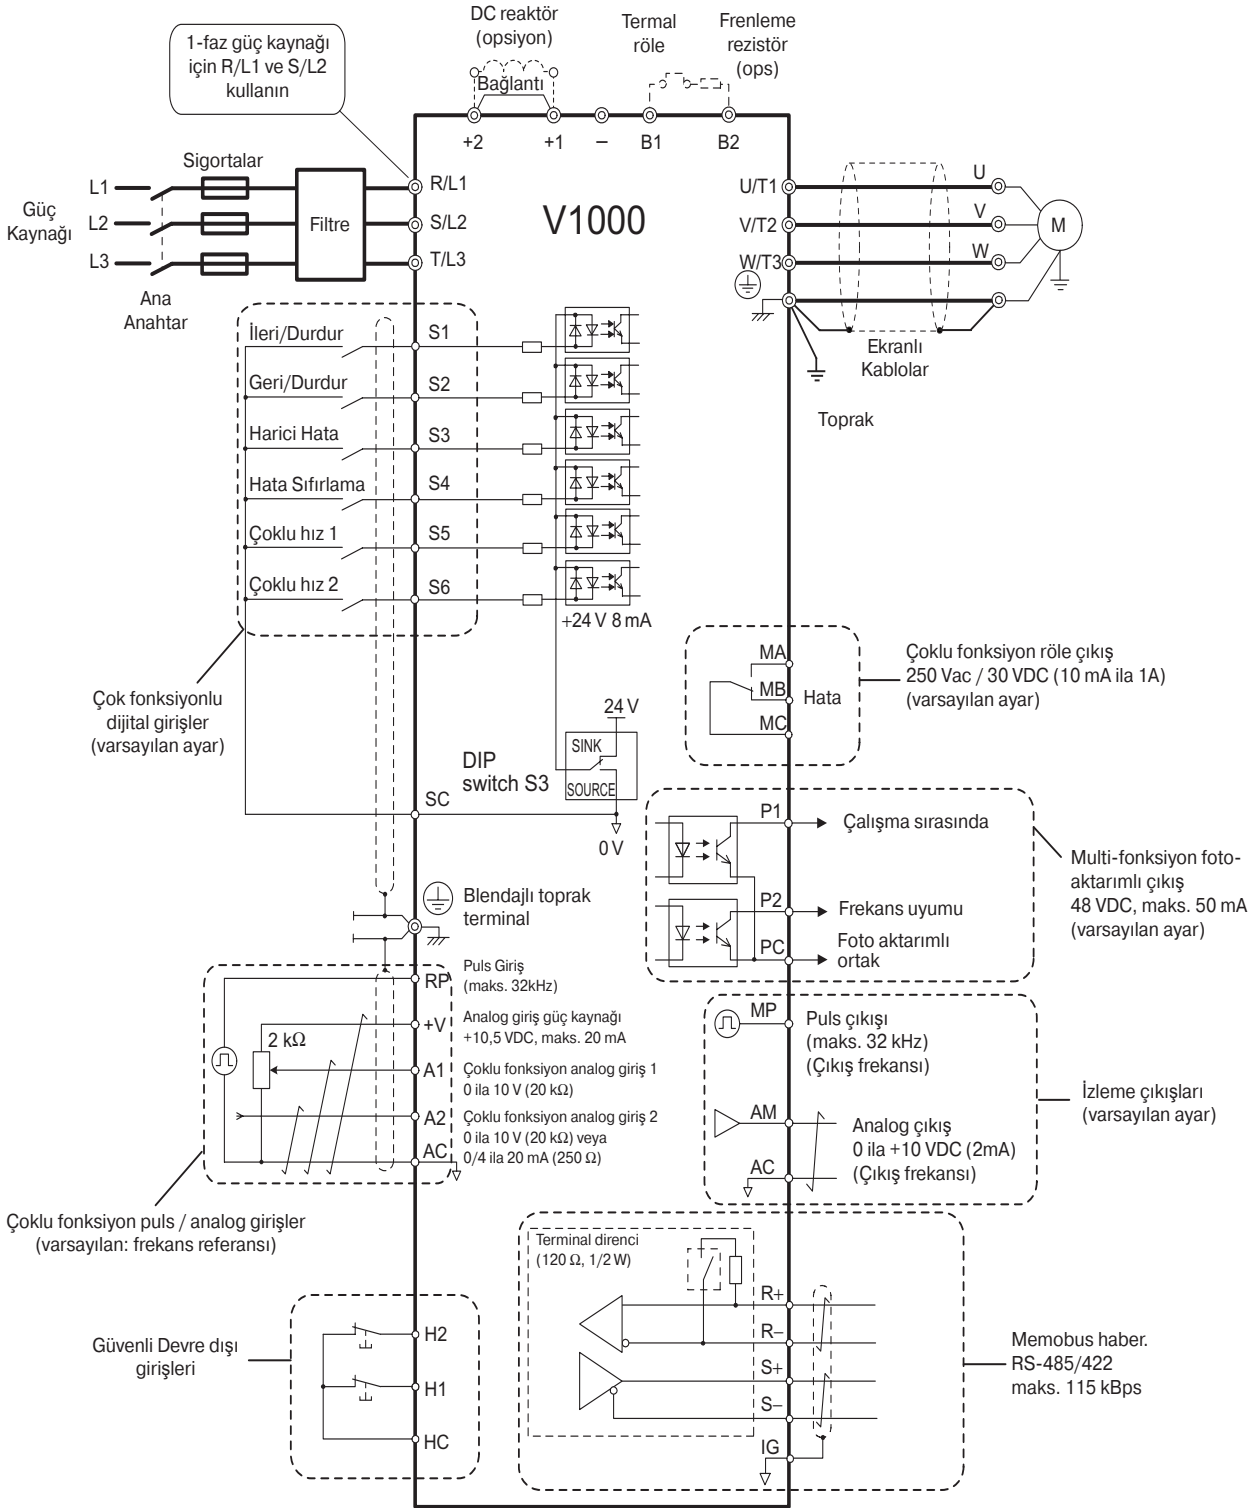 DC reaktör
(opsiyon)
Termal
röle
Frenleme
rezistör
(ops)
1-faz güç kaynağı
için R/L1 ve S/L2
kullanın
Bağlantı
+2
+1
–
B1
B2
Sigortalar
L1
L2
L3
Güç
Kaynağı
Filtre
Ana
Anahtar
R/L1
S/L2
T/L3
V1000
U/T1
V/T2
W/T3
U
V
W
M
Ekranlı
Kablolar
Toprak
İleri/Durdur
S1
Geri/Durdur
S2
Harici Hata
S3
Hata Sıfırlama
S4
Çoklu hız 1
S5
Çoklu hız 2
S6
+24 V 8 mA
Çok fonksiyonlu
dijital girişler
(varsayılan ayar)
24 V
SINK
SOURCE
DIP
switch S3
SC
0 V
MA
MB
MC
Hata
Çoklu fonksiyon röle çıkış
250 Vac / 30 VDC (10 mA ila 1A)
(varsayılan ayar)
P1
Çalışma sırasında
P2
Frekans uyumu
PC
Foto aktarımlı
ortak
Multi-fonksiyon foto-
aktarımlı çıkış
48 VDC, maks. 50 mA
(varsayılan ayar)
Blendajlı toprak
terminal
RP
Puls Giriş
(maks. 32kHz)
+V
Analog giriş güç kaynağı
+10,5 VDC, maks. 20 mA
2 kΩ
A1
Çoklu fonksiyon analog giriş 1
0 ila 10 V (20 kΩ)
A2
Çoklu fonksiyon analog giriş 2
0 ila 10 V (20 kΩ) veya
0/4 ila 20 mA (250 Ω)
AC
Çoklu fonksiyon puls / analog girişler
(varsayılan: frekans referansı)
MP
Puls çıkışı
(maks. 32 kHz)
(Çıkış frekansı)
AM
Analog çıkış
0 ila +10 VDC (2mA)
(Çıkış frekansı)
AC
İzleme çıkışları
(varsayılan ayar)
Güvenli Devre dışı
girişleri
H2
H1
HC
Terminal direnci
(120 Ω, 1/2 W)
R+
R–
S+
S–
IG
Memobus haber.
RS-485/422
maks. 115 kBps